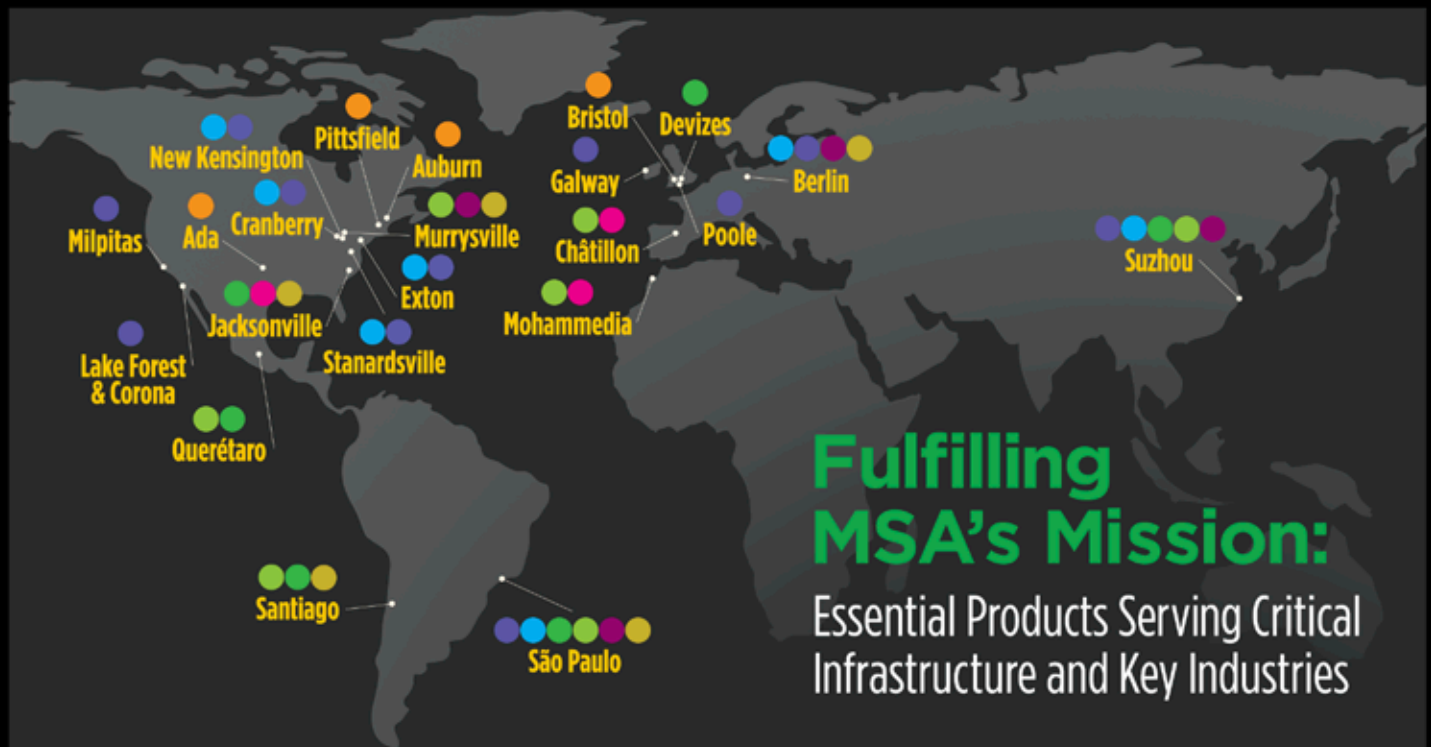 Bristol
Devizes
Pittsfield
New Kensington
Auburn
Galway
Berlin
Milpitas
Ada
Cranberry
Murrysville
Châtillon
Poole
Suzhou
Exton
Jacksonville
Mohammedia
Stanardsville
Lake Forest
& Corona
Querétaro
Fulfilling
MSA's Mission:
Santiago
Essential Products Serving Critical
Infrastructure and Key Industries
São Paulo